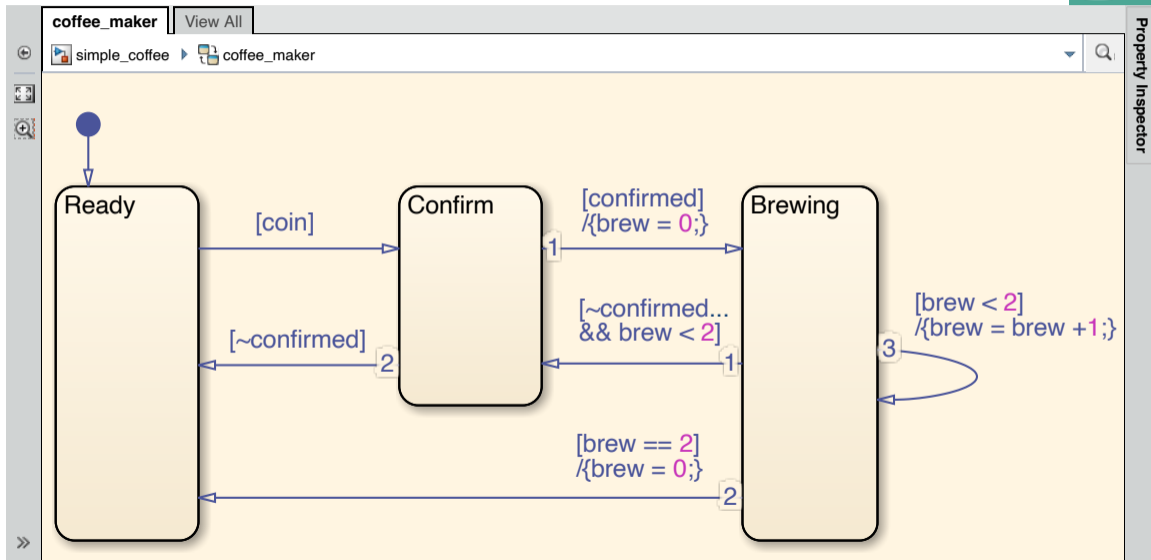 coffee_maker
View All
simple_coffee
coffee_maker
Property Inspector
Ready
[coin]
Confirm
[confirmed]
/{brew = 0;}
Brewing
1
[~confirmed...
&& brew < 2]
1
[brew < 2]
/{brew = brew +1;}
3
[~confirmed]
2
[brew == 2]
/{brew = 0;}
2